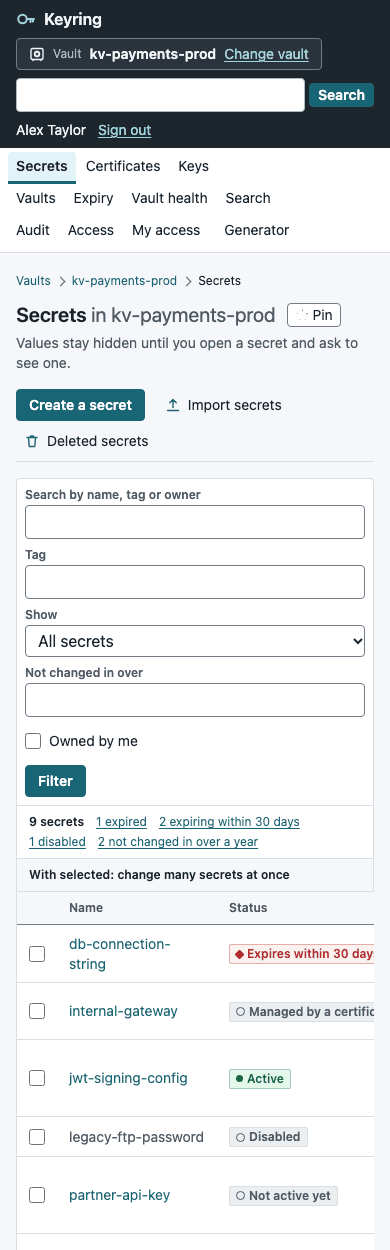 Keyring
Vault kv-payments-prod Change vault
Search
Alex Taylor Sign out
Secrets Certificates Keys
Vaults Expiry Vault health Search
Audit Access My access Generator
Vaults kv-payments-prod Secrets
Secrets in kv-payments-prod Pin
Values stay hidden until you open a secret and ask to
see one.
Create a secret Import secrets
Deleted secrets
Search by name, tag or owner
Tag
Show
All secrets
Not changed in over
Owned by me
Filter
9 secrets 1 expired 2 expiring within 30 days
1 disabled 2 not changed in over a year
With selected: change many secrets at once
Name Status
db-connection-
string
Expires within 30 days
internal-gateway Managed by a certific
jwt-signing-config Active
legacy-ftp-password Disabled
partner-api-key Not active yet